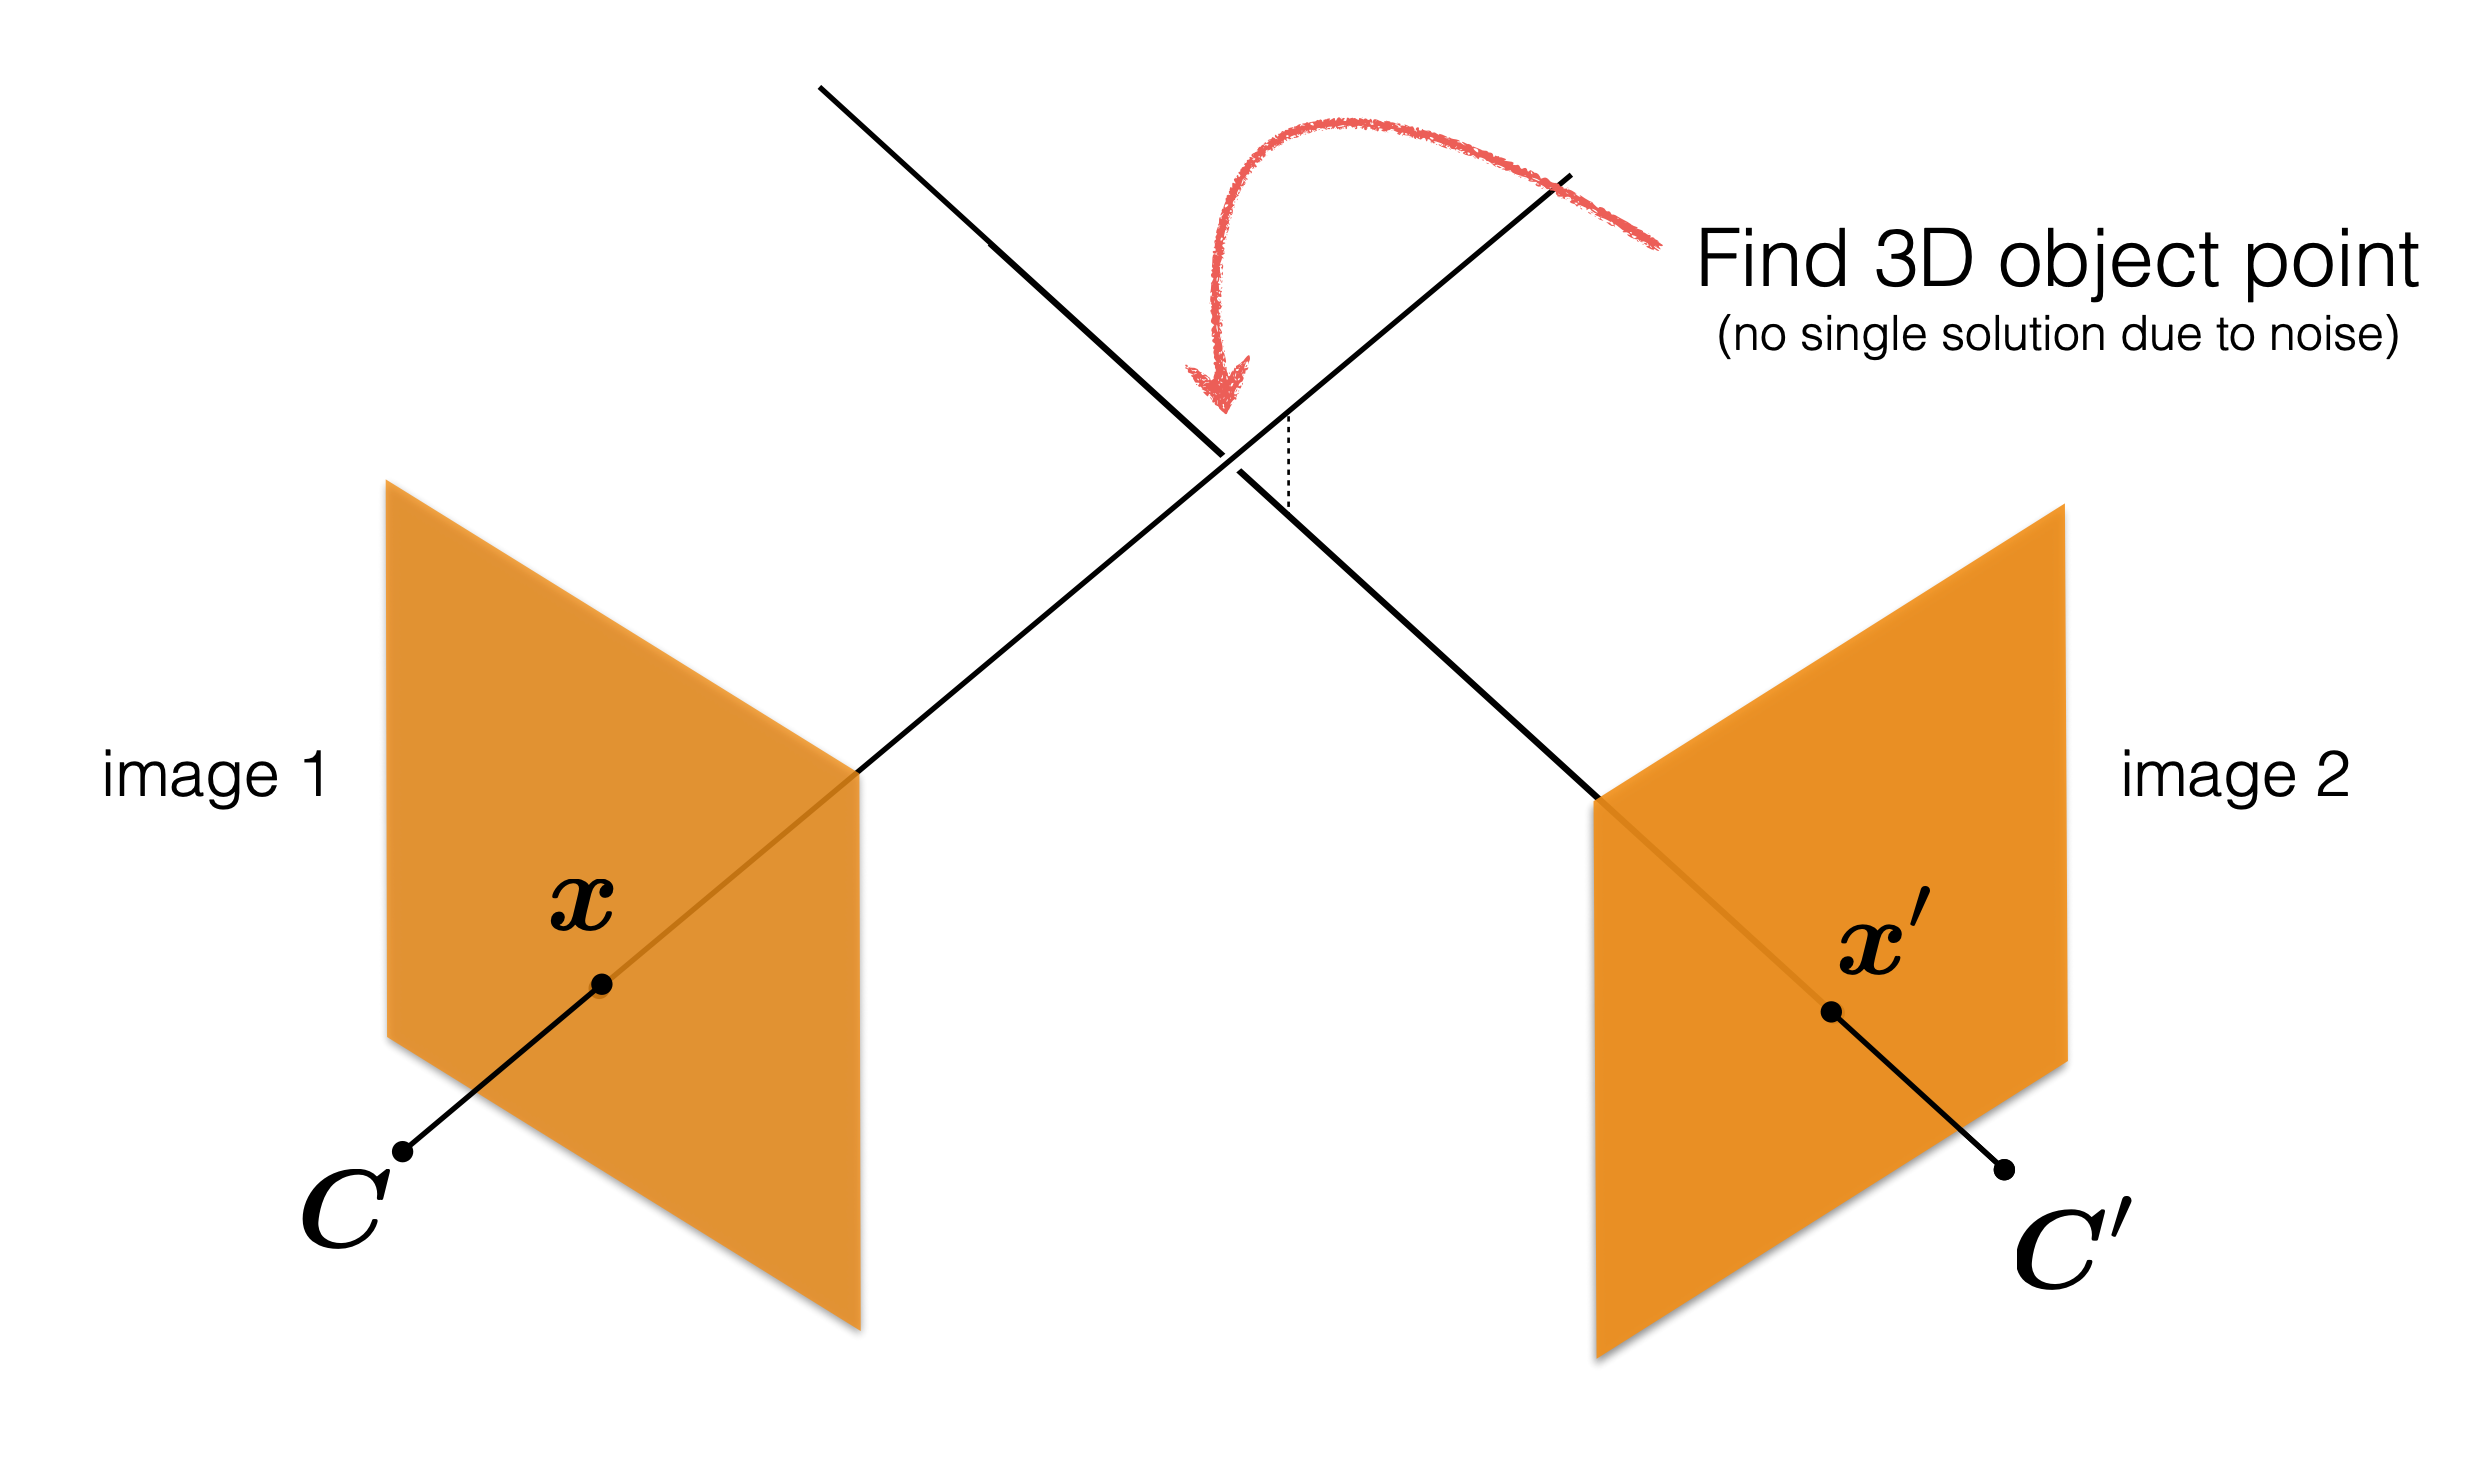 Find 3D object point
(no single solution due to noise)
image 1
image 2
x
x′
C
C′